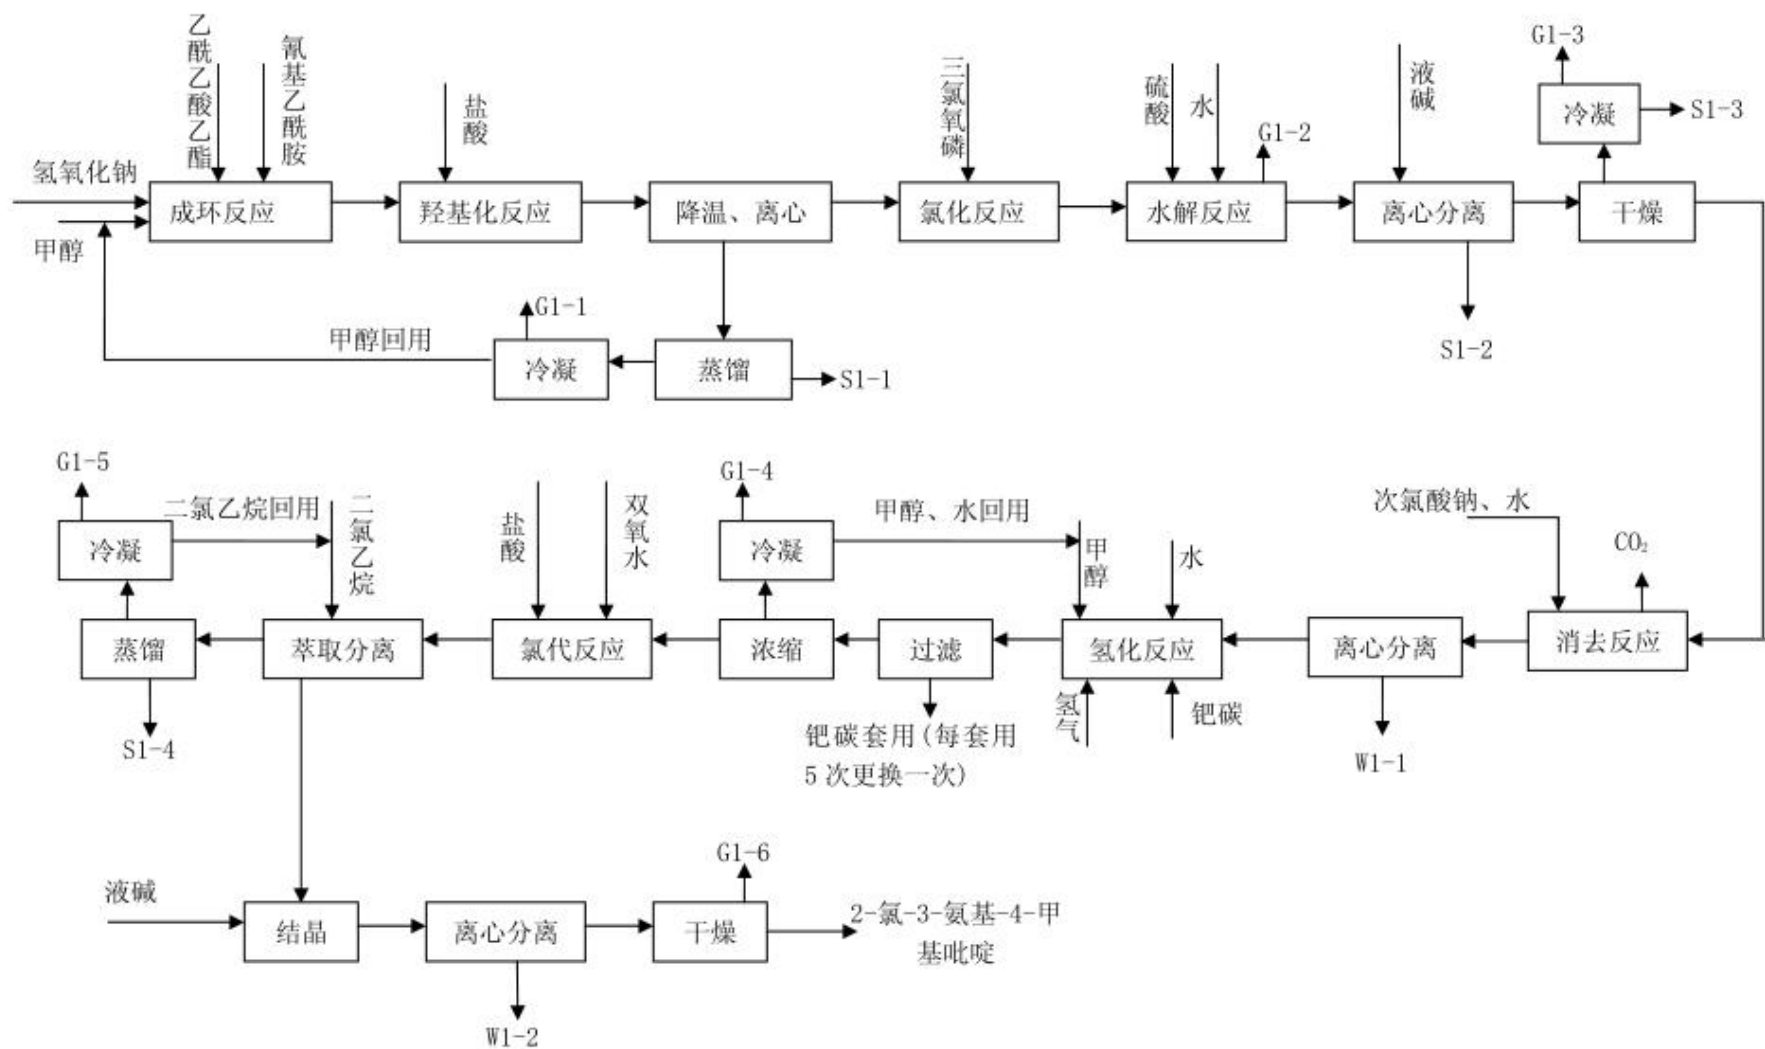 乙酰乙酸乙酯
氰基乙酰胺
盐酸
三氯氧磷
硫酸
水
G1-2
液碱
G1-3
冷凝
S1-3
氢氧化钠
甲醇
成环反应
羟基化反应
降温、离心
氯化反应
水解反应
离心分离
干燥
甲醇回用
G1-1
冷凝
蒸馏
S1-1
S1-2
G1-5
二氯乙烷回用
二氯乙烷
冷凝
盐酸
双氧水
G1-4
冷凝
甲醇、水回用
甲醇
水
次氯酸钠、水
CO₂
蒸馏
萃取分离
氯代反应
浓缩
过滤
氢化反应
离心分离
消去反应
S1-4
钯碳套用(每套用
5次更换一次)
氢气
钯碳
W1-1
液碱
结晶
离心分离
G1-6
干燥
2-氯-3-氨基-4-甲
基吡啶
W1-2